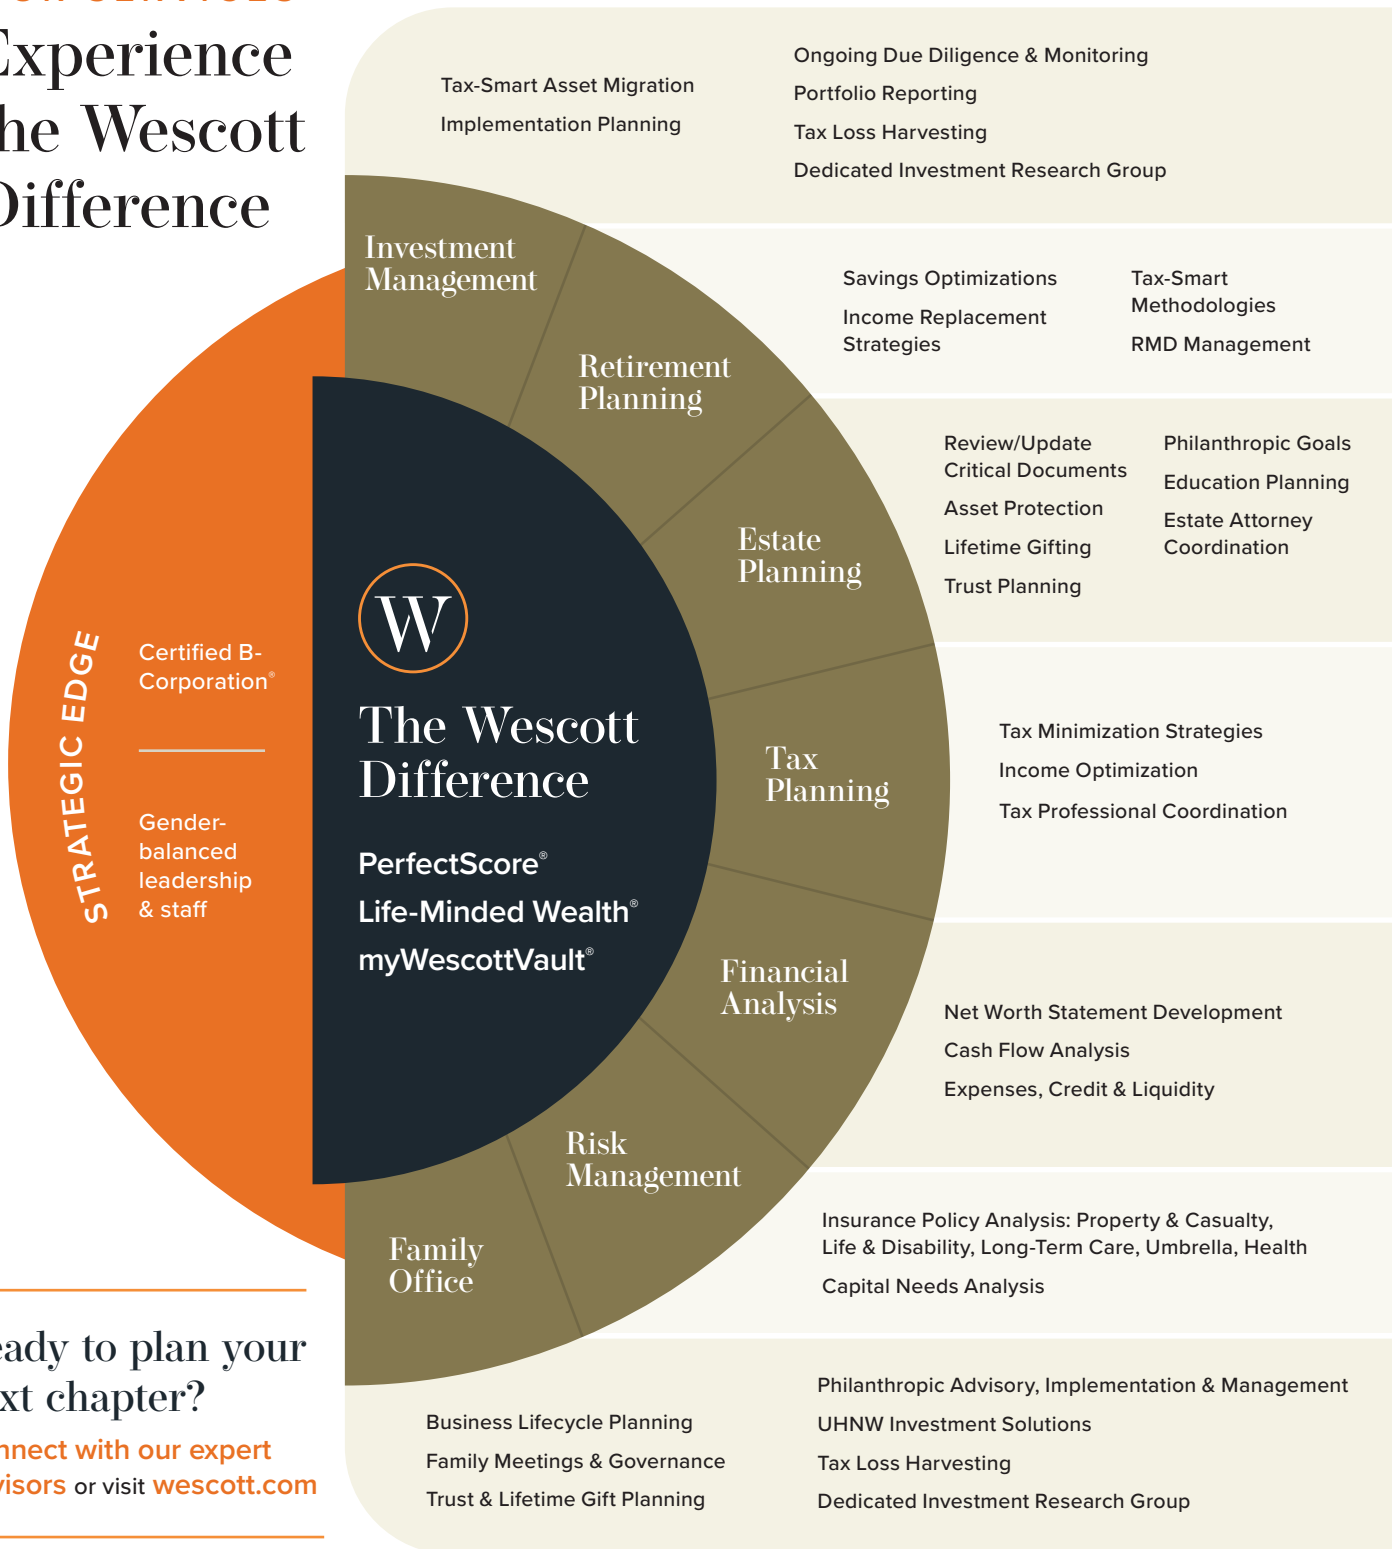 Experience
the Wescott
Difference
Tax-Smart Asset Migration
Implementation Planning
Ongoing Due Diligence & Monitoring
Portfolio Reporting
Tax Loss Harvesting
Dedicated Investment Research Group
Investment
Management
Savings Optimizations
Income Replacement
Strategies
Tax-Smart
Methodologies
RMD Management
Retirement
Planning
Review/Update
Critical Documents
Asset Protection
Lifetime Gifting
Trust Planning
Philanthropic Goals
Education Planning
Estate Attorney
Coordination
Estate
Planning
STRATEGIC EDGE
Certified B-
Corporation®
Gender-
balanced
leadership
& staff
W
The Wescott
Difference
PerfectScore®
Life-Minded Wealth®
myWescottVault®
Tax
Planning
Tax Minimization Strategies
Income Optimization
Tax Professional Coordination
Financial
Analysis
Net Worth Statement Development
Cash Flow Analysis
Expenses, Credit & Liquidity
Risk
Management
Insurance Policy Analysis: Property & Casualty,
Life & Disability, Long-Term Care, Umbrella, Health
Capital Needs Analysis
Family
Office
Business Lifecycle Planning
Family Meetings & Governance
Trust & Lifetime Gift Planning
Philanthropic Advisory, Implementation & Management
UHNW Investment Solutions
Tax Loss Harvesting
Dedicated Investment Research Group
eady to plan your
xt chapter?
nnect with our expert
visors or visit wescott.com